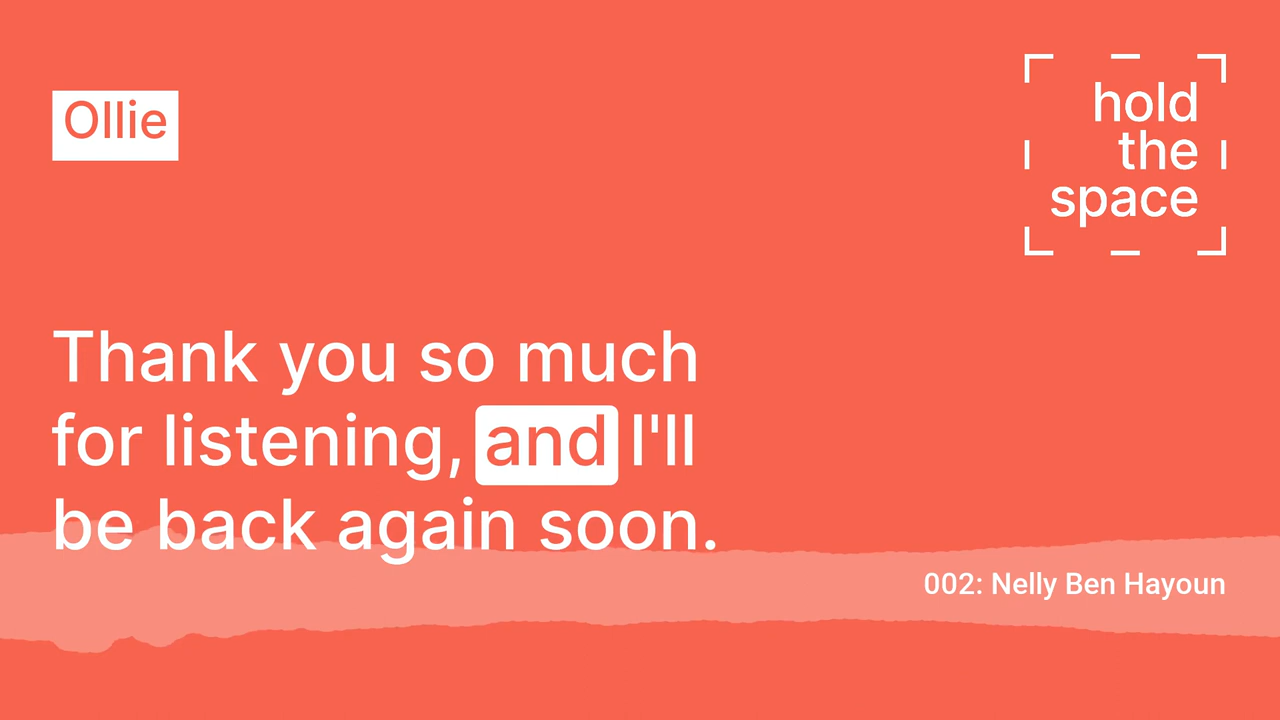 Ollie
hold
the
space
Thank you so much
for listening, and I'll
be back again soon.
002: Nelly Ben Hayoun